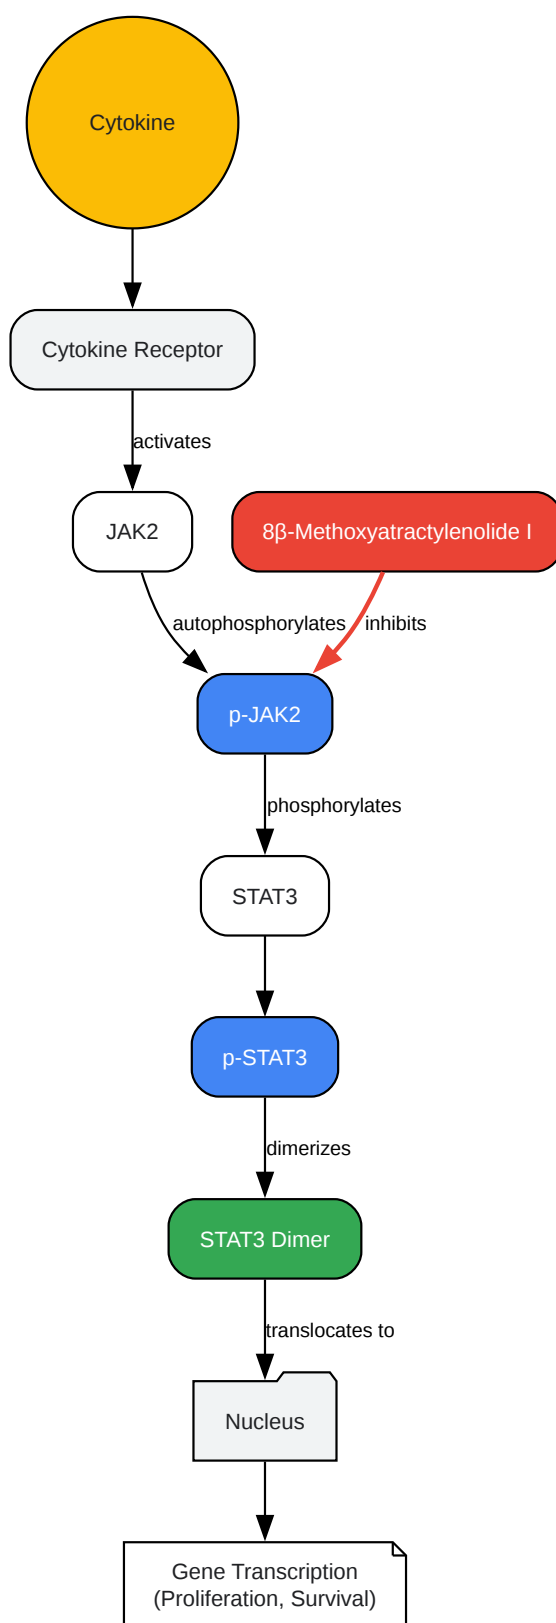 Cytokine
Cytokine Receptor
activates
JAK2
8β-Methoxyatractylenolide I
autophosphorylates
inhibits
p-JAK2
phosphorylates
STAT3
p-STAT3
dimerizes
STAT3 Dimer
translocates to
Nucleus
Gene Transcription
(Proliferation, Survival)